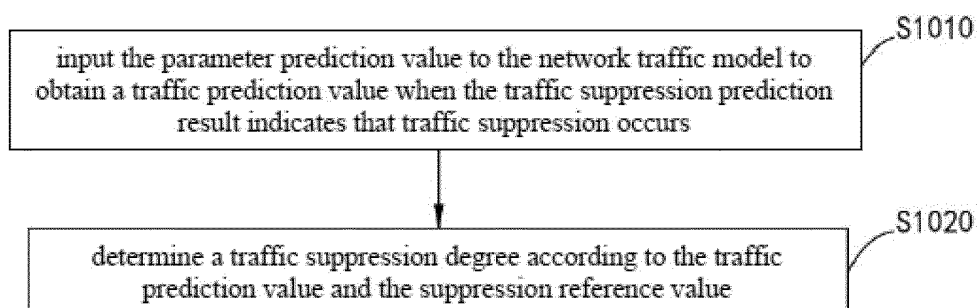 S1010
input the parameter prediction value to the network traffic model to
obtain a traffic prediction value when the traffic suppression prediction
result indicates that traffic suppression occurs
S1020
determine a traffic suppression degree according to the traffic
prediction value and the suppression reference value